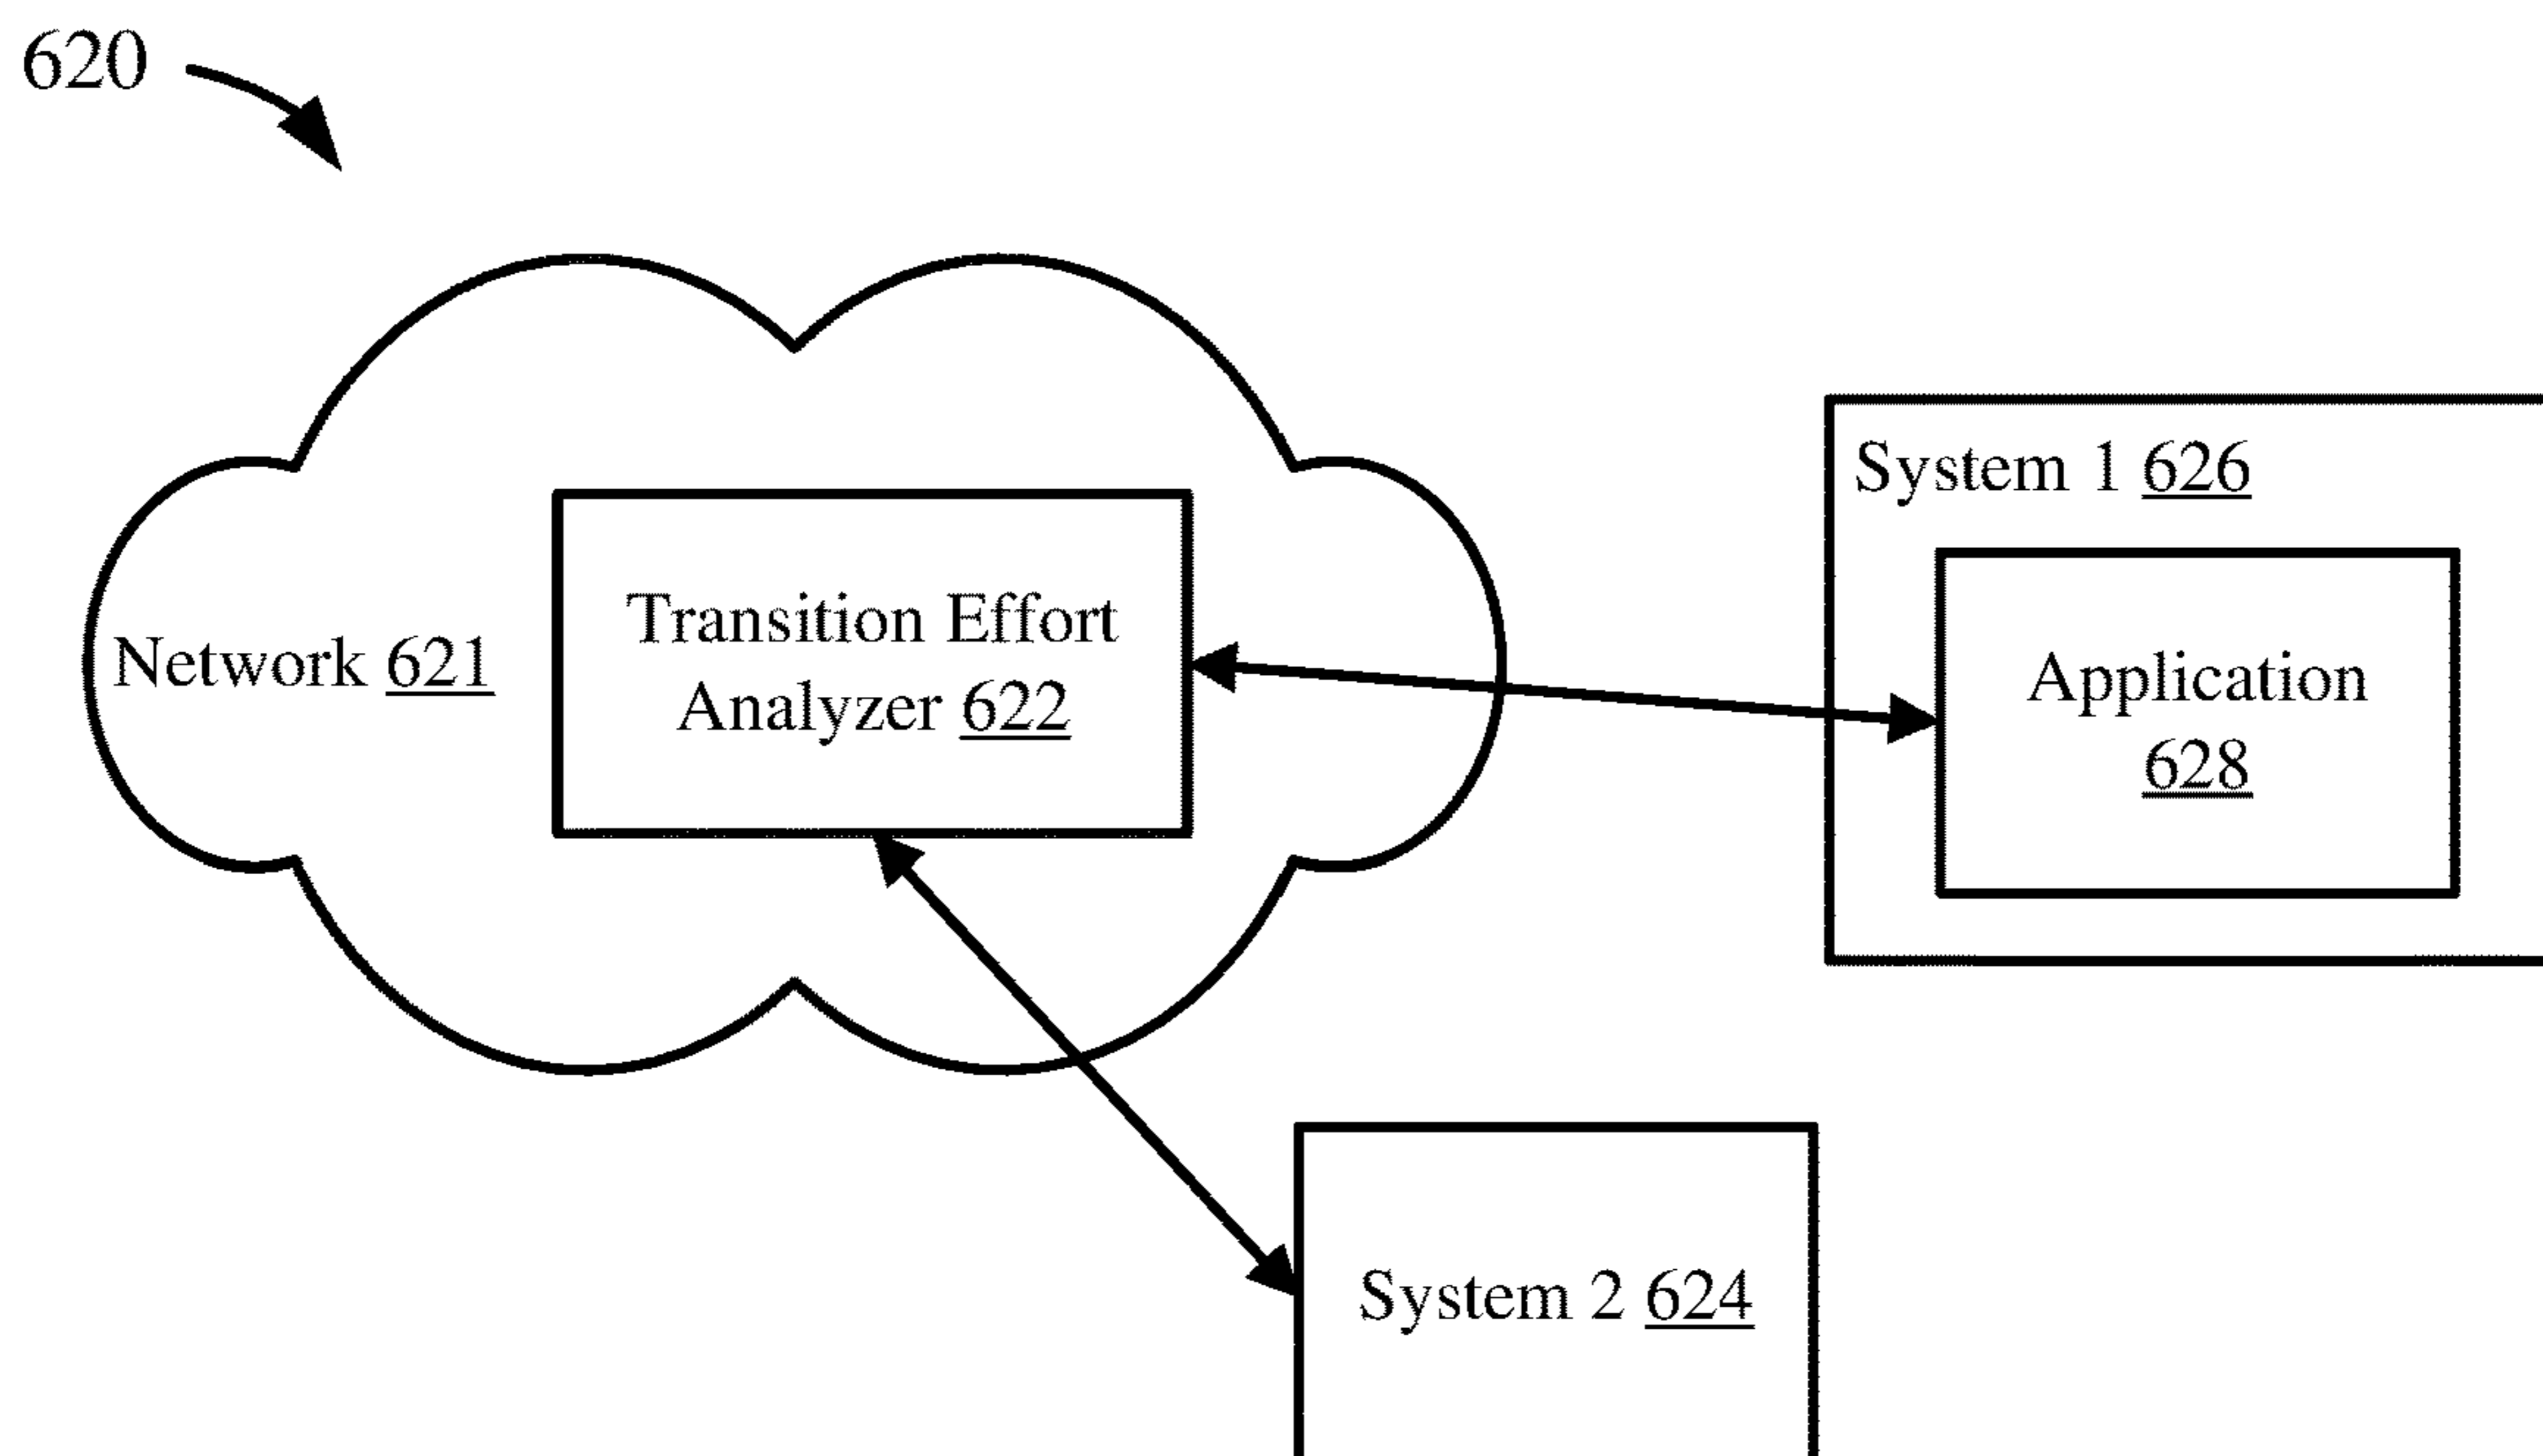 620
Network 621
Transition Effort
Analyzer 622
System 1 626
Application
628
System 2 624